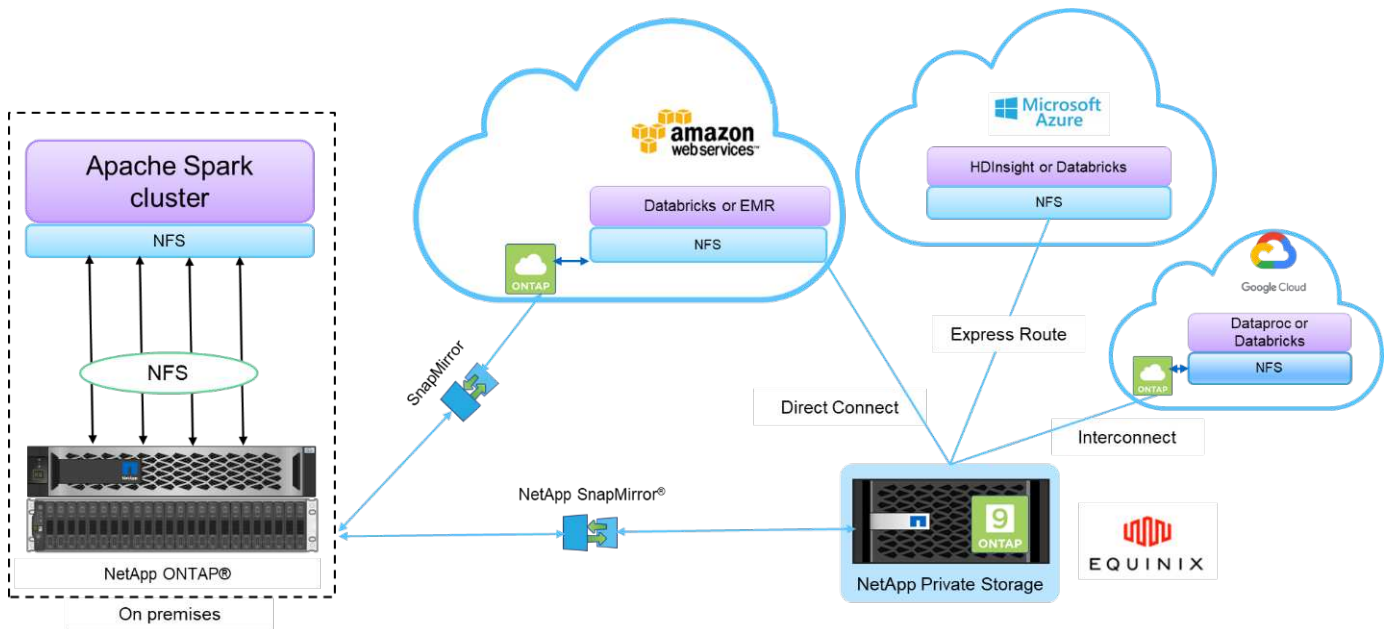 Apache Spark
cluster
NFS
NFS
NetApp
NetApp ONTAP®
On premises
amazon
web services™
Databricks or EMR
NFS
ONTAP
SnapMirror
NetApp SnapMirror®
Microsoft
Azure
HDInsight or Databricks
NFS
Express Route
Direct Connect
Interconnect
Google Cloud
Dataproc or
Databricks
NFS
ONTAP
9
ONTAP
NetApp Private Storage
EQUINIX